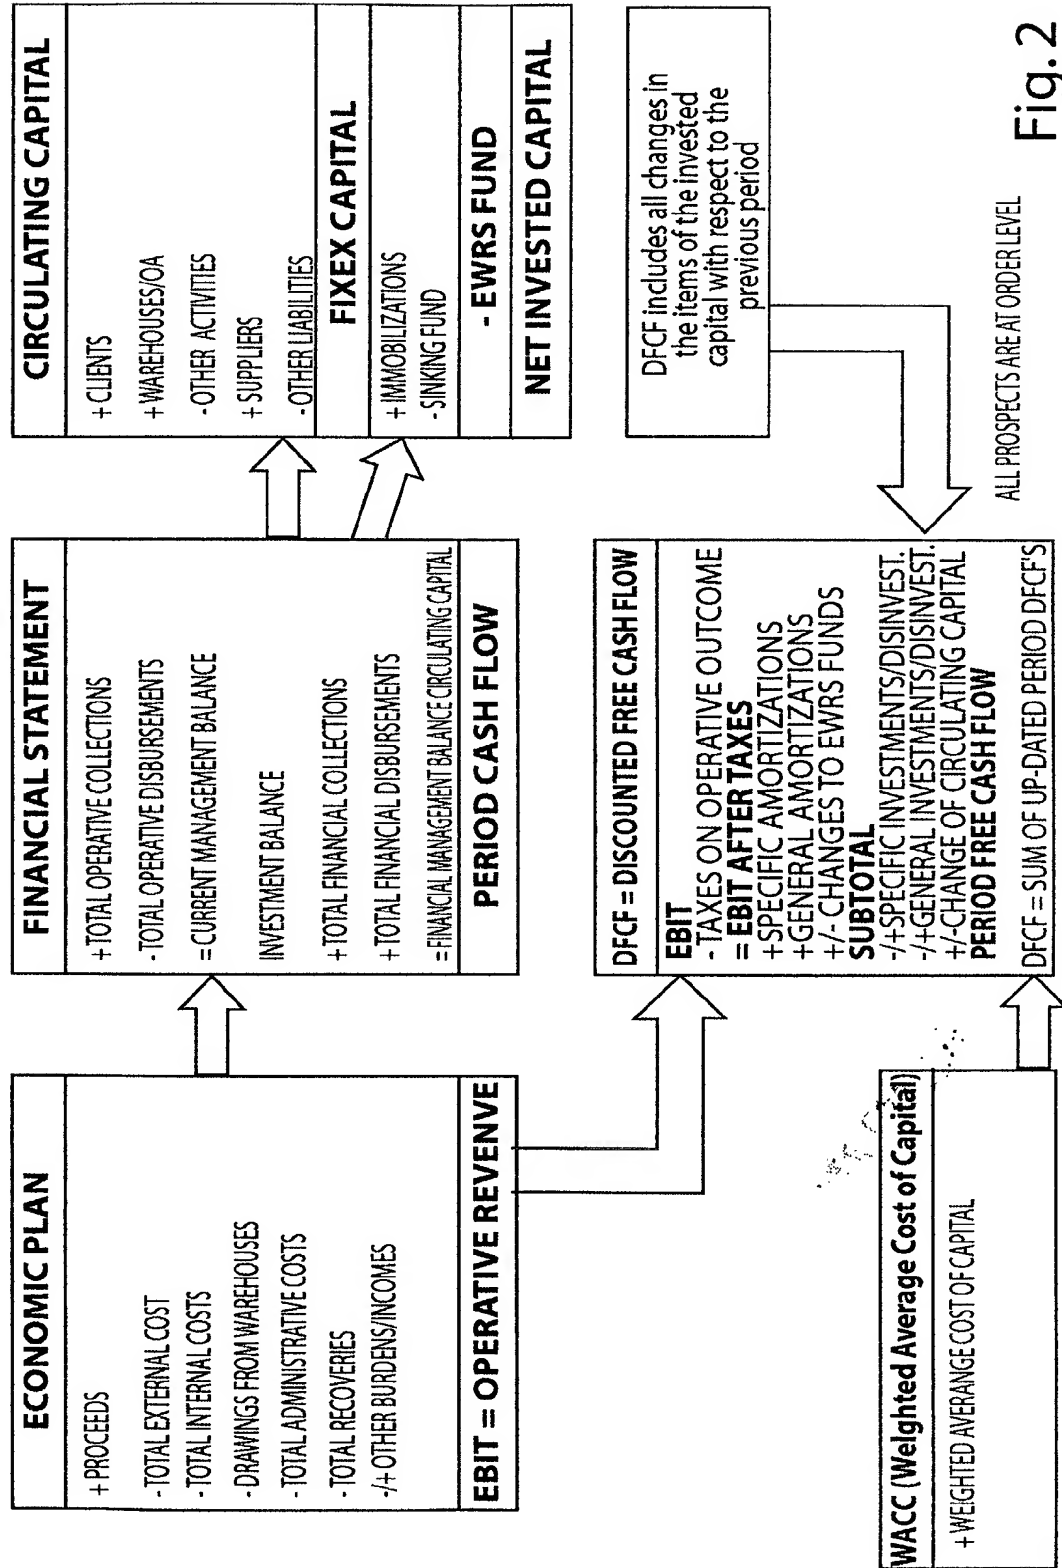 ECONOMIC PLAN
+ PROCEEDS
- TOTAL EXTERNAL COST
- TOTAL INTERNAL COSTS
- DRAWINGS FROM WAREHOUSES
- TOTAL ADMINISTRATIVE COSTS
- TOTAL RECOVERIES
-/+ OTHER BURDENS/INCOMES
EBIT = OPERATIVE REVENVE
FINANCIAL STATEMENT
+ TOTAL OPERATIVE COLLECTIONS
- TOTAL OPERATIVE DISBURSEMENTS
= CURRENT MANAGEMENT BALANCE
INVESTMENT BALANCE
+ TOTAL FINANCIAL COLLECTIONS
+ TOTAL FINANCIAL DISBURSEMENTS
= FINANCIAL MANAGEMENT BALANCE CIRCULATING CAPITAL
PERIOD CASH FLOW
CIRCULATING CAPITAL
+ CLIENTS
+ WAREHOUSES/OA
- OTHER ACTIVITIES
+ SUPPLIERS
- OTHER LIABILITIES
FIXEX CAPITAL
+ IMMOBILIZATIONS
- SINKING FUND
- EWRS FUND
NET INVESTED CAPITAL
WACC (Weighted Average Cost of Capital)
+ WEIGHTED AVERANGE COST OF CAPITAL
DFCF = DISCOUNTED FREE CASH FLOW
EBIT
- TAXES ON OPERATIVE OUTCOME
= EBIT AFTER TAXES
+ SPECIFIC AMORTIZATIONS
+ GENERAL AMORTIZATIONS
+/- CHANGES TO EWRS FUNDS
SUBTOTAL
-/+ SPECIFIC INVESTMENTS/DISINVEST.
-/+ GENERAL INVESTMENTS/DISINVEST.
+/- CHANGE OF CIRCULATING CAPITAL
PERIOD FREE CASH FLOW
DFCF = SUM OF UP-DATED PERIOD DFCF'S
DFCF includes all changes in
the items of the invested
capital with respect to the
previous period
ALL PROSPECTS ARE AT ORDER LEVEL
Fig. 2